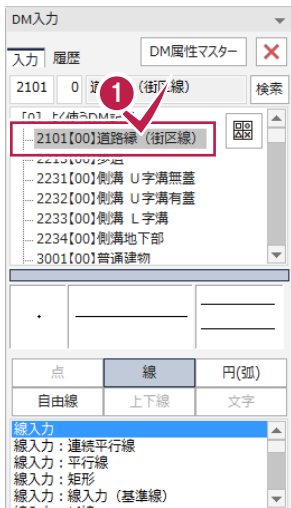 DM入力
入力 履歴 DM属性マスター
2101 0 (街区線) 検索
1
2101【00】道路縁（街区線）
2231【00】側溝 U字溝無蓋
2232【00】側溝 U字溝有蓋
2233【00】側溝 L字溝
2234【00】側溝地下部
3001【00】普通建物
点 線 円(弧)
自由線 上下線 文字
線入力
線入力：連続平行線
線入力：平行線
線入力：矩形
線入力：線入力（基準線）